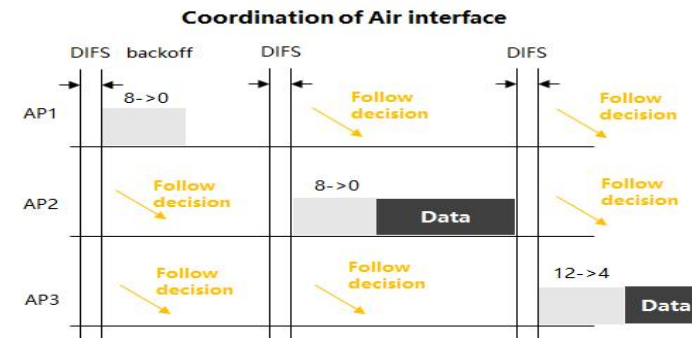 Coordination of Air interface
DIFS backoff DIFS DIFS
8->0
AP1
Follow
decision
Follow
decision
AP2
Follow
decision
8->0
Data
Follow
decision
AP3
Follow
decision
Follow
decision
12->4
Data